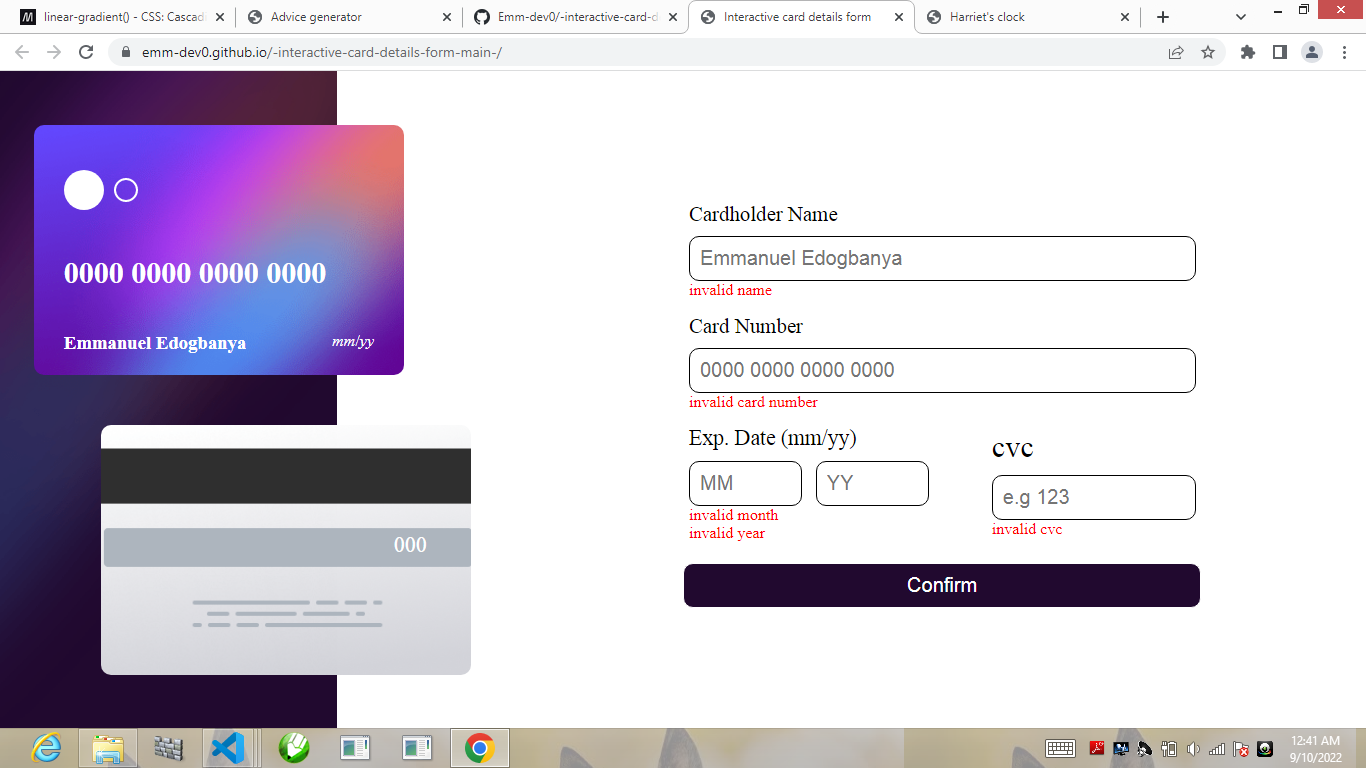 linear-gradient() - CSS: Cascadi
Advice generator
Emm-dev0/-interactive-card-d
Interactive card details form
Harriet's clock
emm-dev0.github.io/-interactive-card-details-form-main-/
0000 0000 0000 0000
Emmanuel Edogbanya
mm/yy
000
Cardholder Name
Emmanuel Edogbanya
invalid name
Card Number
0000 0000 0000 0000
invalid card number
Exp. Date (mm/yy)
cvc
MM
YY
e.g 123
invalid month
invalid year
invalid cvc
Confirm
12:41 AM
9/10/2022